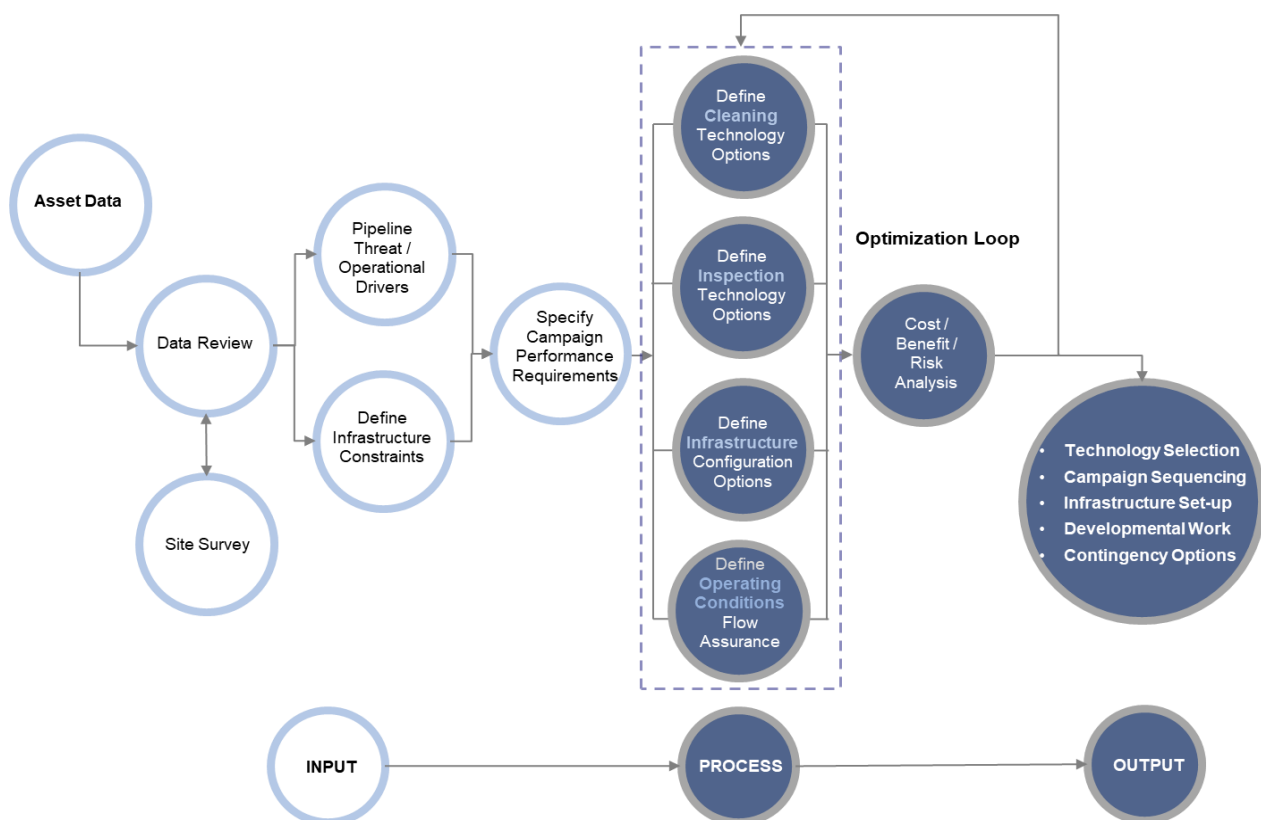 Asset Data
Data Review
Site Survey
Pipeline
Threat /
Operational
Drivers
Define
Infrastructure
Constraints
Specify
Campaign
Performance
Requirements
Define
Cleaning
Technology
Options
Define
Inspection
Technology
Options
Define
Infrastructure
Configuration
Options
Define
Operating
Conditions
Flow
Assurance
Optimization Loop
Cost /
Benefit /
Risk
Analysis
• Technology Selection
• Campaign Sequencing
• Infrastructure Set-up
• Developmental Work
• Contingency Options
INPUT
PROCESS
OUTPUT